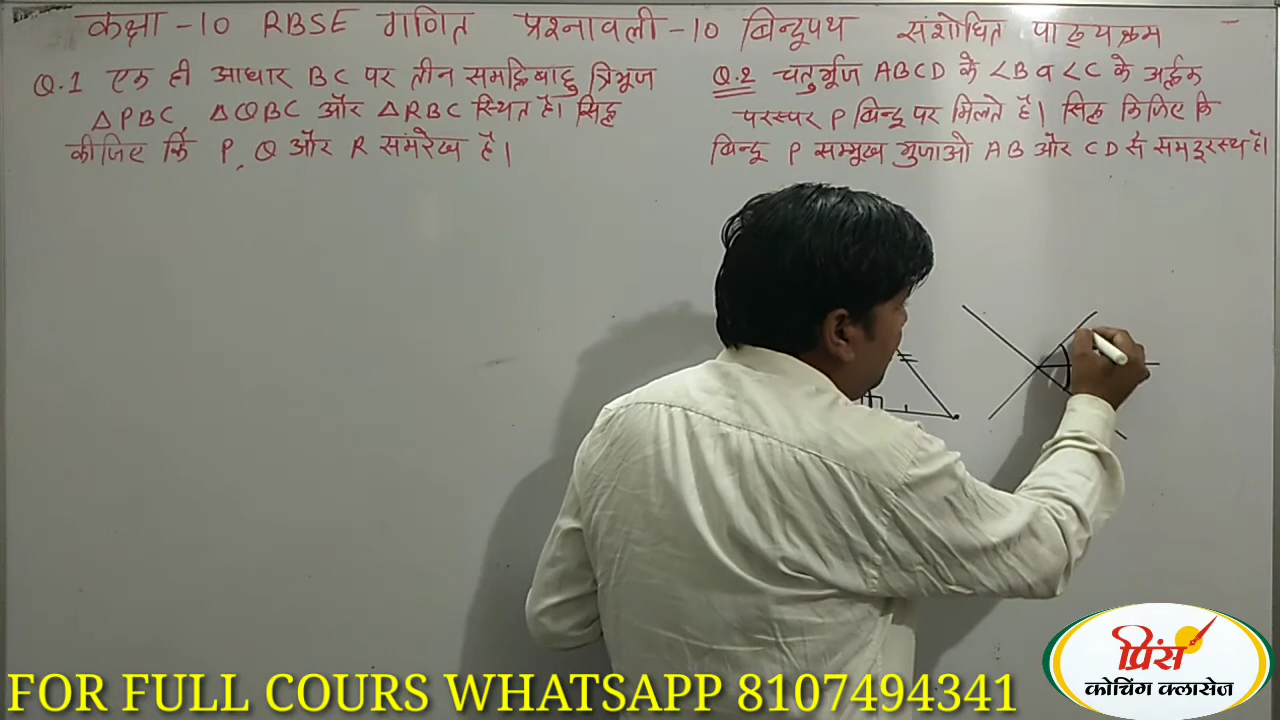 कक्षा -10 RBSE गणित प्रश्नावली -10 बिन्दूपथ संशोधित पाठ्यक्रम
Q.1 एक ही आधार BC पर तीन समद्विबाहु त्रिभूज
△PBC △QBC और △RBC स्थित है। सिद्ध
कीजिए कि P, Q और R समरेख है।
Q.2 चतुर्भूज ABCD के ∠B व ∠C के अर्द्धक
परस्पर P बिन्दू पर मिलते है। सिद्ध किजिए कि
बिन्दू P सम्मुख भुजाओ AB और CD से समदूरस्थ है।
प्रिंस
कोचिंग क्लासेज
FOR FULL COURS WHATSAPP 8107494341